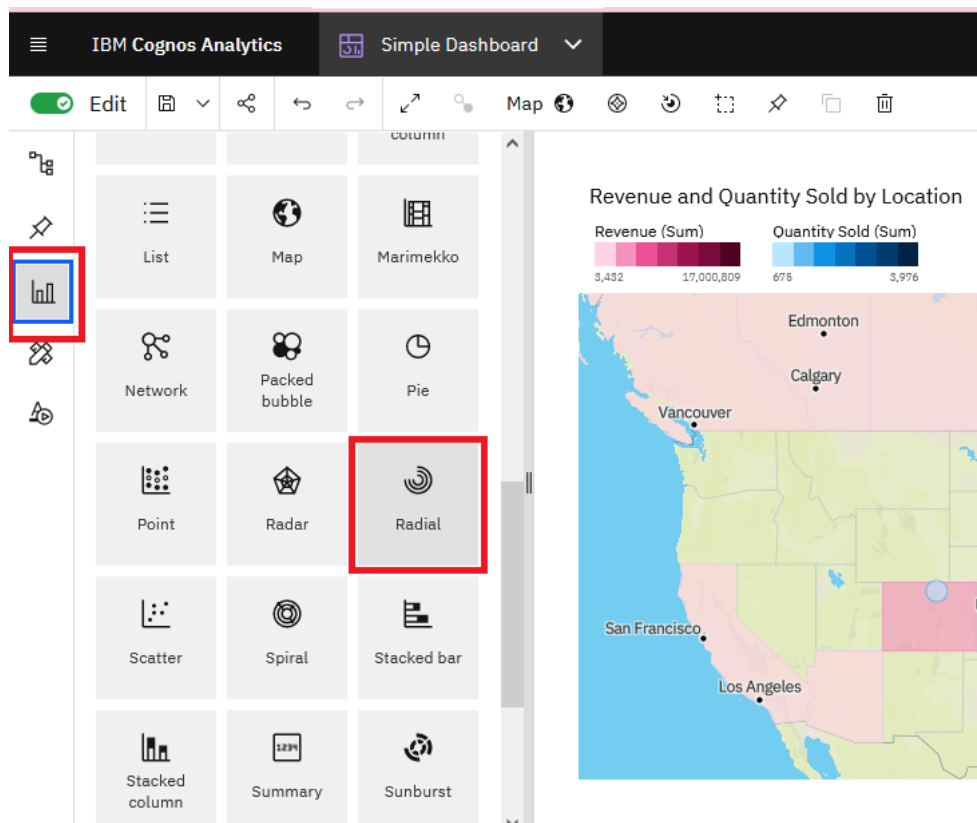 IBM Cognos Analytics
Simple Dashboard
Edit
Map
column
List
Map
Marimekko
Network
Packed
bubble
Pie
Point
Radar
Radial
Scatter
Spiral
Stacked bar
Stacked
column
1234
Summary
Sunburst
Revenue and Quantity Sold by Location
Revenue (Sum)
Quantity Sold (Sum)
3,432
17,000,809
675
3,976
Edmonton
Calgary
Vancouver
San Francisco
Los Angeles